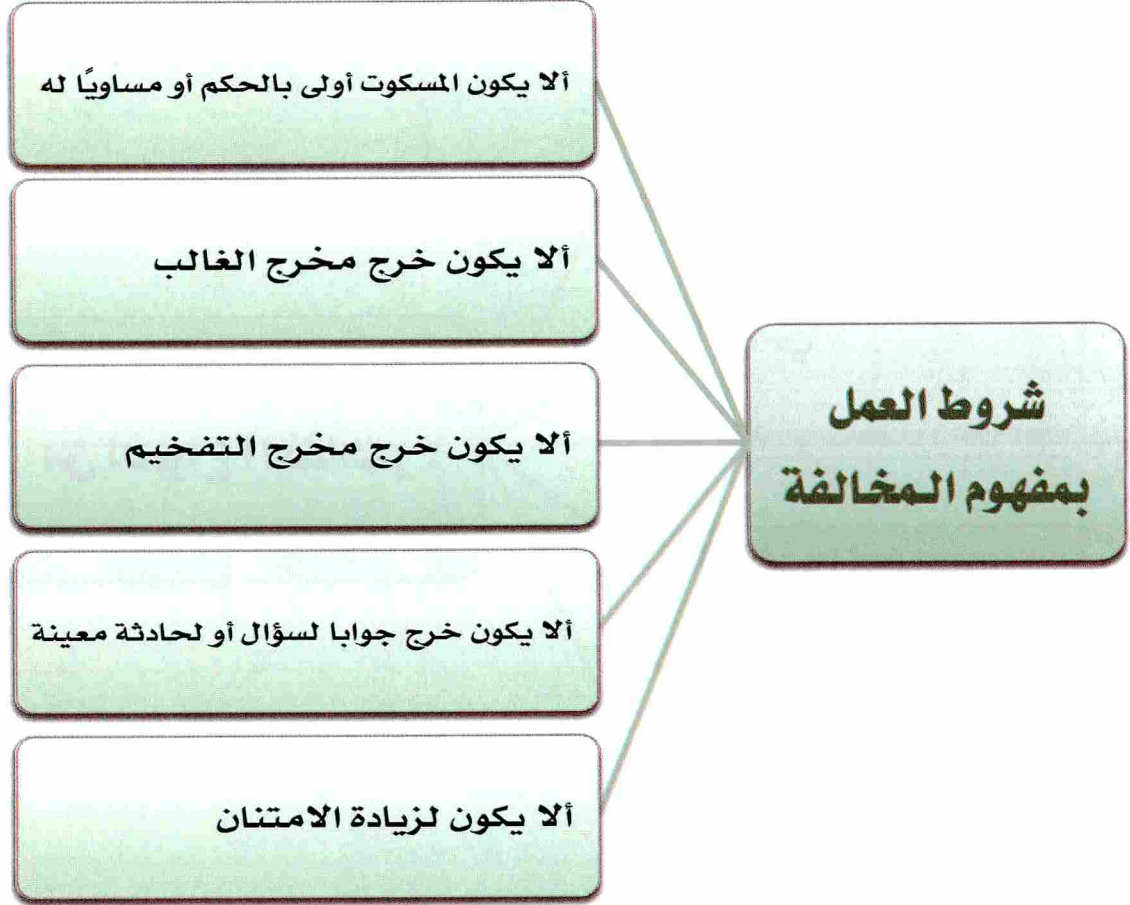 شروط العمل
بمفهوم المخالفة
ألا يكون المسكوت أولى بالحكم أو مساويًا له
ألا يكون خرج مخرج الغالب
ألا يكون خرج مخرج التفخيم
ألا يكون خرج جوابا لسؤال أو لحادثة معينة
ألا يكون لزيادة الامتنان